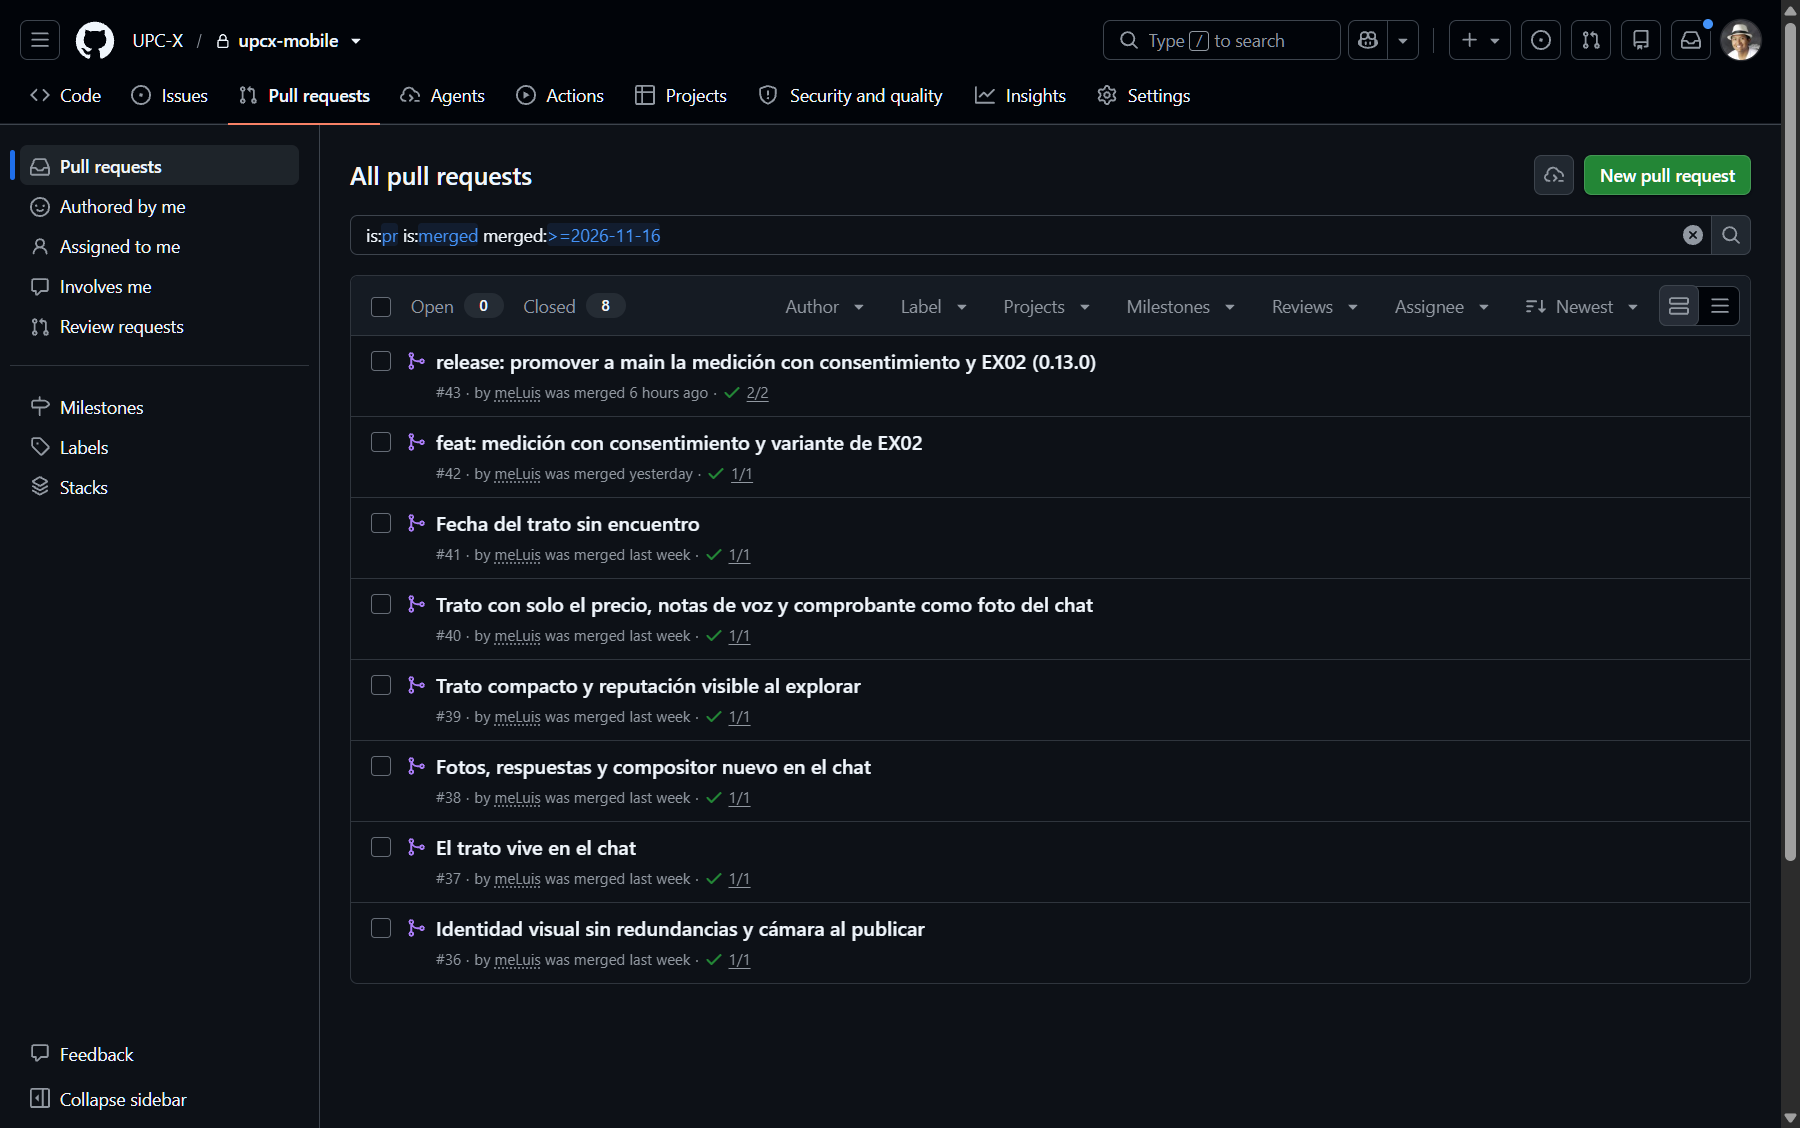 UPC-X / upcx-mobile
Type / to search
Code
Issues
Pull requests
Agents
Actions
Projects
Security and quality
Insights
Settings
Pull requests
Authored by me
Assigned to me
Involves me
Review requests
Milestones
Labels
Stacks
Feedback
Collapse sidebar
All pull requests
New pull request
is:pr is:merged merged:>=2026-11-16
Open 0 Closed 8 Author Label Projects Milestones Reviews Assignee Newest
release: promover a main la medición con consentimiento y EX02 (0.13.0)
#43 · by meLuis was merged 6 hours ago · 2/2
feat: medición con consentimiento y variante de EX02
#42 · by meLuis was merged yesterday · 1/1
Fecha del trato sin encuentro
#41 · by meLuis was merged last week · 1/1
Trato con solo el precio, notas de voz y comprobante como foto del chat
#40 · by meLuis was merged last week · 1/1
Trato compacto y reputación visible al explorar
#39 · by meLuis was merged last week · 1/1
Fotos, respuestas y compositor nuevo en el chat
#38 · by meLuis was merged last week · 1/1
El trato vive en el chat
#37 · by meLuis was merged last week · 1/1
Identidad visual sin redundancias y cámara al publicar
#36 · by meLuis was merged last week · 1/1